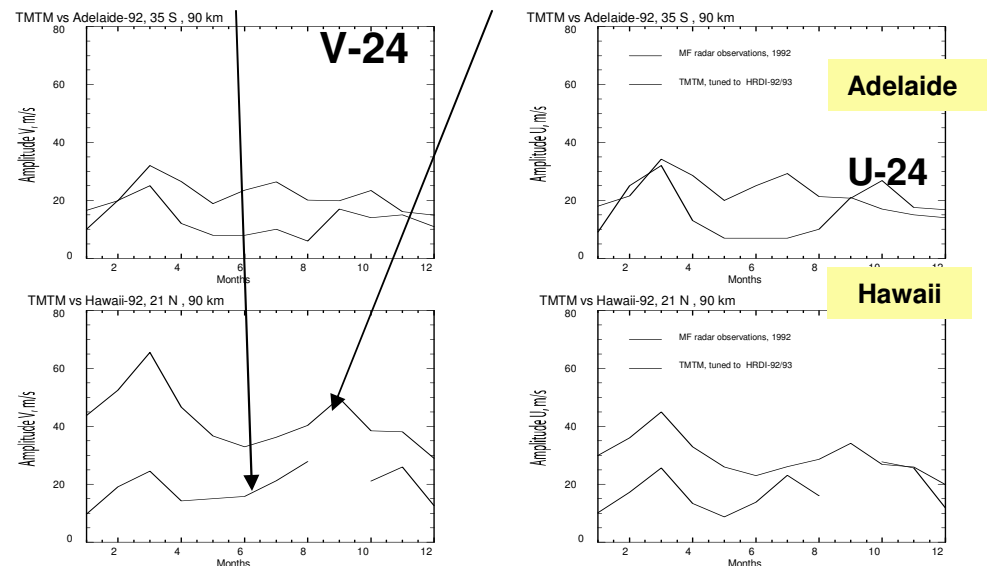 TMTM vs Adelaide-92, 35 S , 90 km
V-24
80
60
40
20
0
Amplitude V, m/s
2 4 6 8 10 12
Months
TMTM vs Adelaide-92, 35 S , 90 km
MF radar observations, 1992
TMTM, tuned to HRDI-92/93
Adelaide
U-24
80
60
40
20
0
Amplitude U, m/s
2 4 6 8 10 12
Months
TMTM vs Hawaii-92, 21 N , 90 km
80
60
40
20
0
Amplitude V, m/s
2 4 6 8 10 12
Months
Hawaii
TMTM vs Hawaii-92, 21 N , 90 km
MF radar observations, 1992
TMTM, tuned to HRDI-92/93
80
60
40
20
0
Amplitude U, m/s
2 4 6 8 10 12
Months